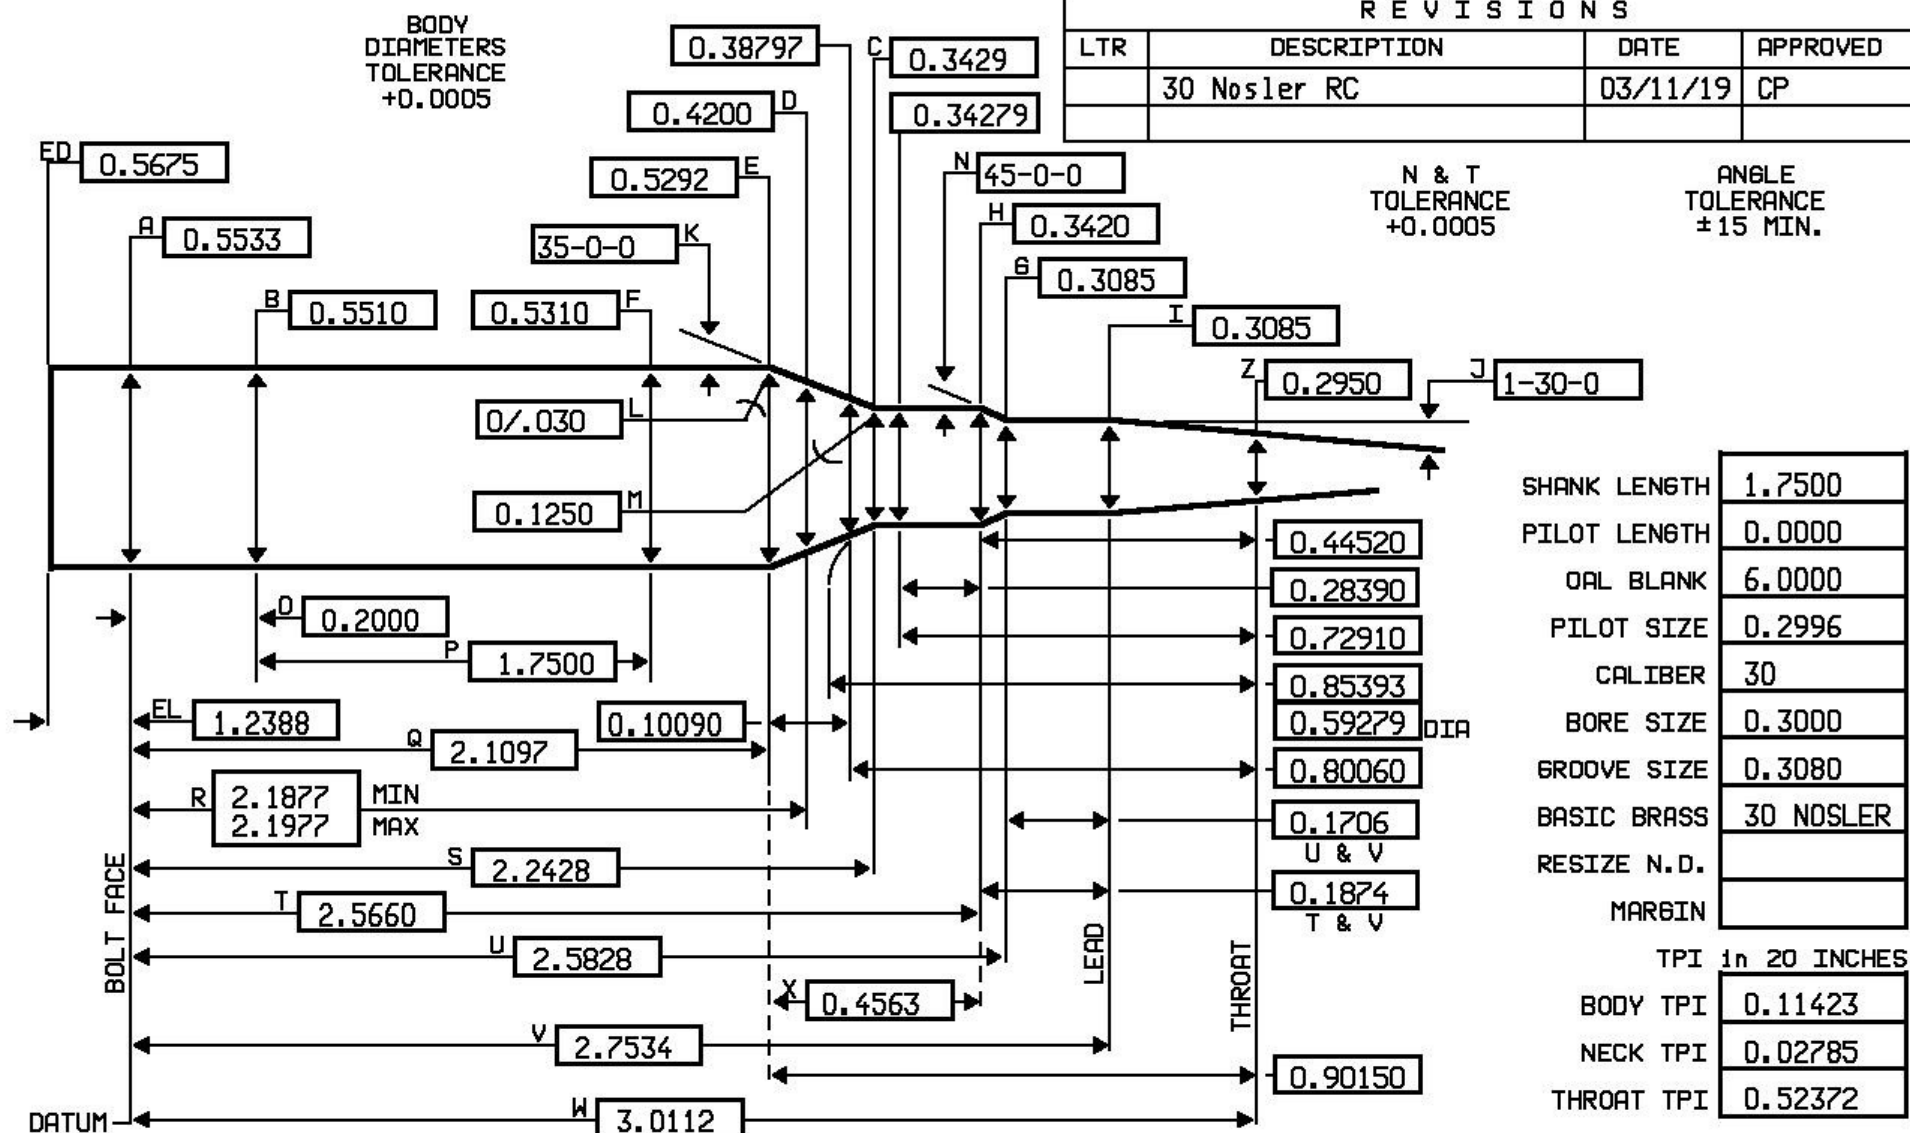 REVISIONS
LTR DESCRIPTION DATE APPROVED
30 Nosler RC 03/11/19 CP
BODY
DIAMETERS
TOLERANCE
+0.0005
0.38797
C 0.3429
0.4200 D
0.34279
ED 0.5675
0.5292 E
N 45-0-0
N & T
TOLERANCE
+0.0005
ANGLE
TOLERANCE
±15 MIN.
A 0.5533
35-0-0 K
H 0.3420
G 0.3085
B 0.5510
0.5310 F
I 0.3085
Z 0.2950
J 1-30-0
0/.030 L
0.1250 M
SHANK LENGTH 1.7500
PILOT LENGTH 0.0000
OAL BLANK 6.0000
PILOT SIZE 0.2996
CALIBER 30
BORE SIZE 0.3000
GROOVE SIZE 0.3080
BASIC BRASS 30 NOSLER
RESIZE N.D.
MARGIN
TPI in 20 INCHES
BODY TPI 0.11423
NECK TPI 0.02785
THROAT TPI 0.52372
0.44520
0.28390
O 0.2000
0.72910
P 1.7500
0.85393
EL 1.2388
0.10090
0.59279 DIA
Q 2.1097
0.80060
R 2.1877 MIN
2.1977 MAX
0.1706
U & V
S 2.2428
0.1874
T & V
T 2.5660
U 2.5828
X 0.4563
V 2.7534
0.90150
W 3.0112
BOLT FACE
LEAD
THROAT
DATUM